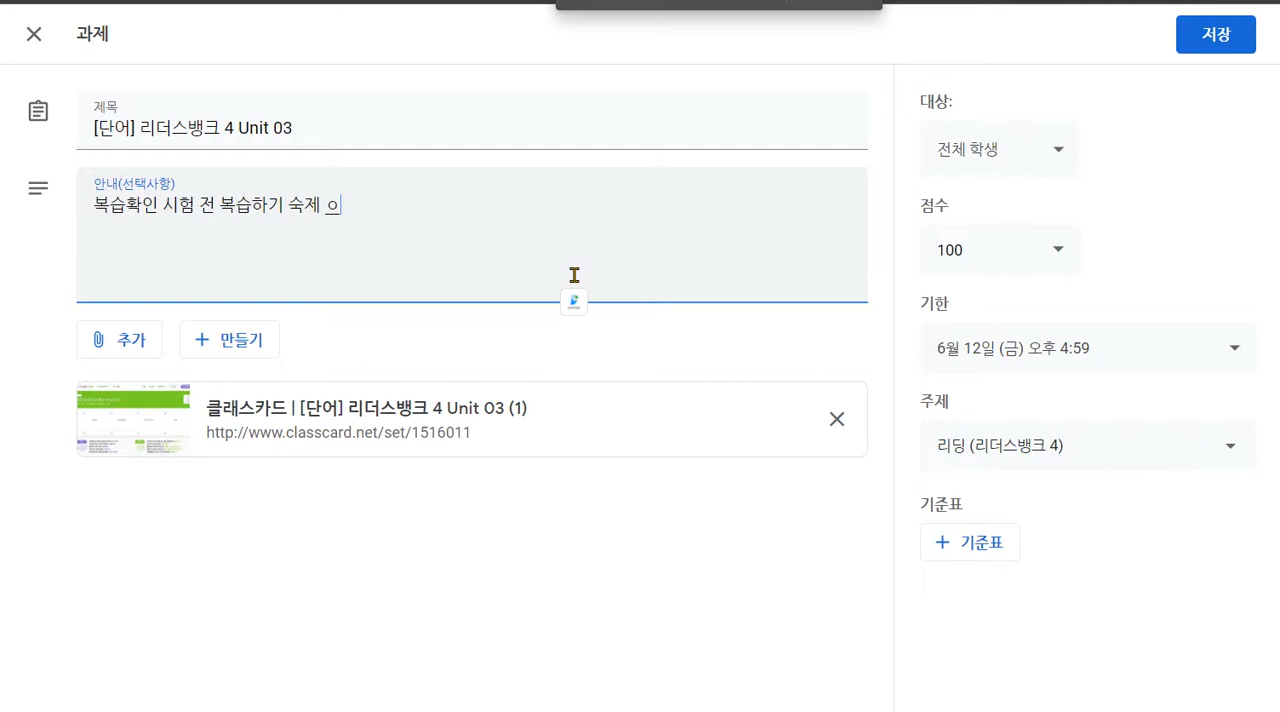 과제
저장
제목
[단어] 리더스뱅크 4 Unit 03
안내(선택사항)
복습확인 시험 전 복습하기 숙제 ㅇ
추가
만들기
클래스카드 | [단어] 리더스뱅크 4 Unit 03 (1)
http://www.classcard.net/set/1516011
대상:
전체 학생
점수
100
기한
6월 12일 (금) 오후 4:59
주제
리딩 (리더스뱅크 4)
기준표
기준표